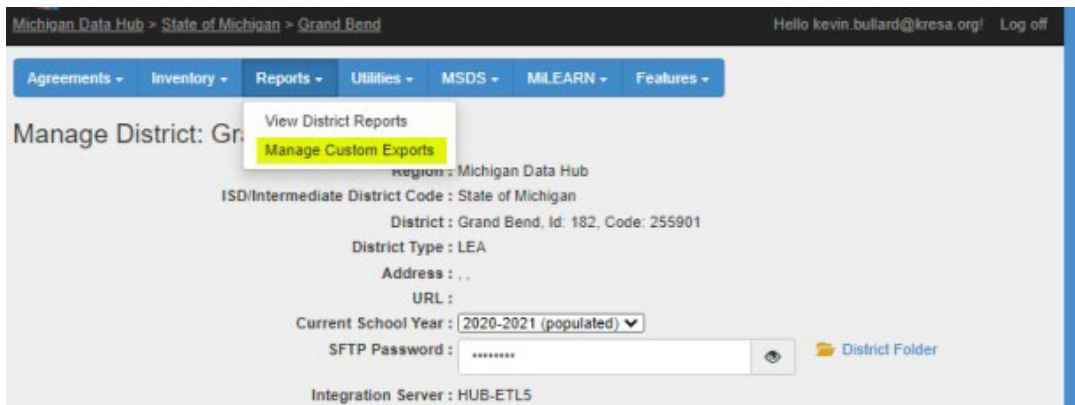 Michigan Data Hub > State of Michigan > Grand Bend Hello kevin.bullard@kresa.org! Log off
Agreements Inventory Reports Utilities MSDS MiLEARN Features
View District Reports
Manage District: Gr
Manage Custom Exports
Region : Michigan Data Hub
ISD/Intermediate District Code : State of Michigan
District : Grand Bend, Id: 182, Code: 255901
District Type : LEA
Address : , ,
URL :
Current School Year : 2020-2021 (populated)
SFTP Password : ******** District Folder
Integration Server : HUB-ETL5